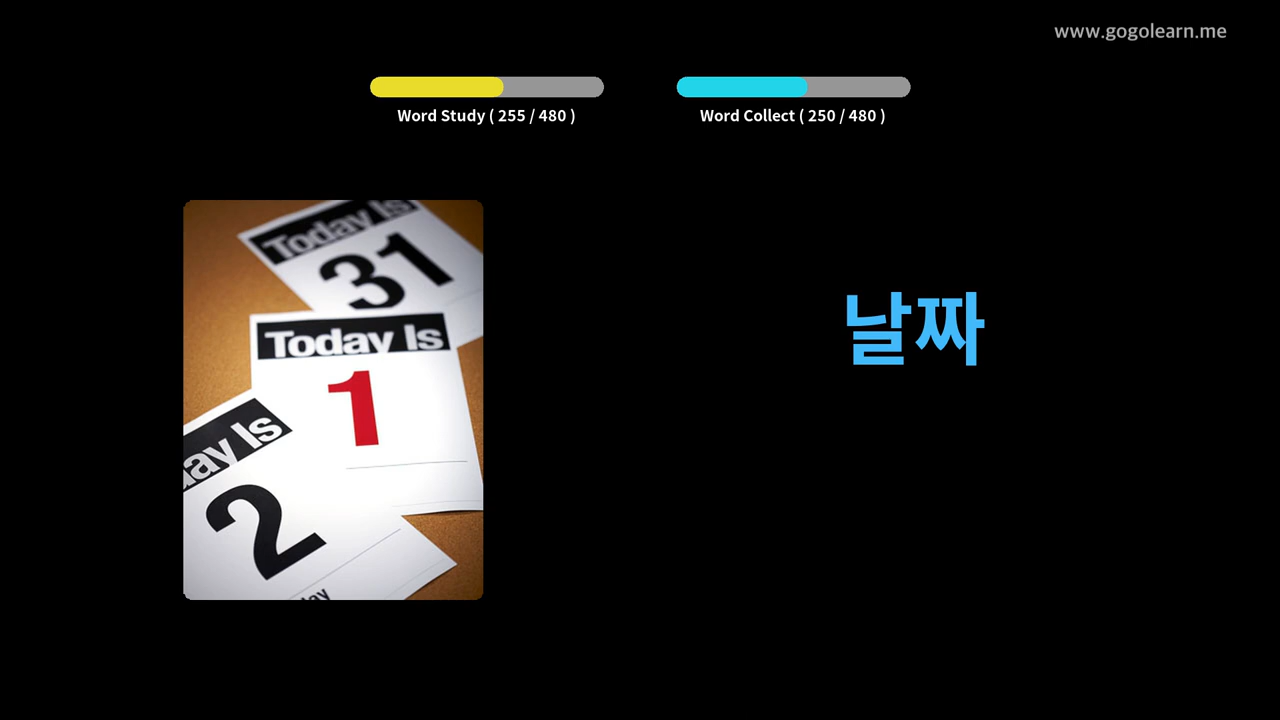 www.gogolearn.me
Word Study ( 255 / 480 )
Word Collect ( 250 / 480 )
Today Is
31
Today Is
1
ay Is
2
날짜